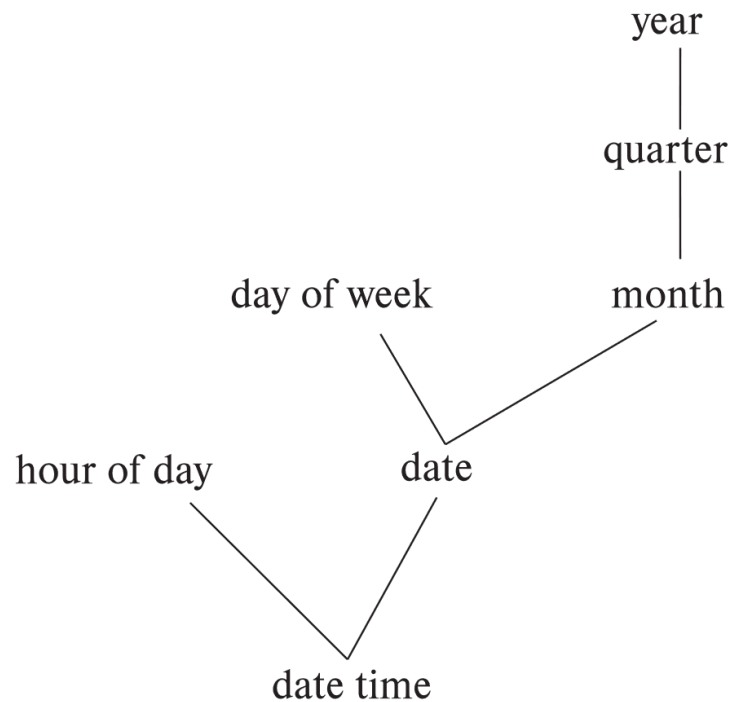 year
quarter
day of week month
hour of day date
date time